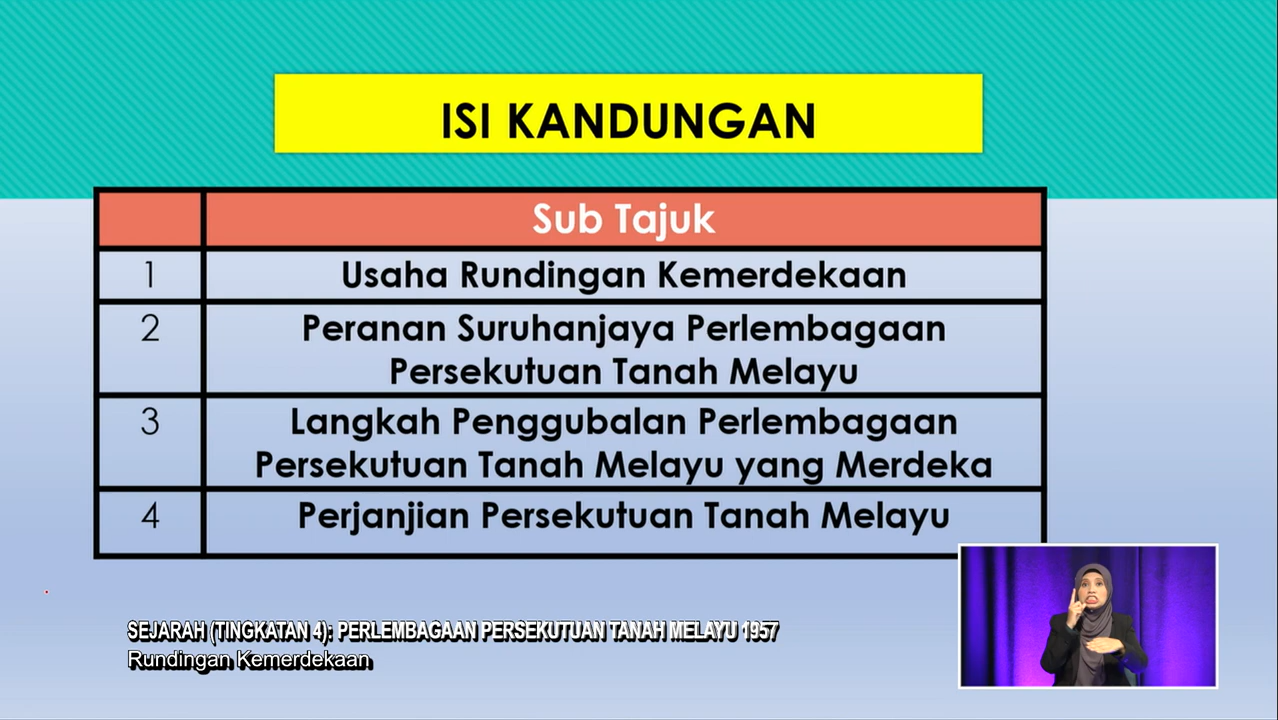 ISI KANDUNGAN
Sub Tajuk
1 Usaha Rundingan Kemerdekaan
2 Peranan Suruhanjaya Perlembagaan
Persekutuan Tanah Melayu
3 Langkah Penggubalan Perlembagaan
Persekutuan Tanah Melayu yang Merdeka
4 Perjanjian Persekutuan Tanah Melayu
SEJARAH (TINGKATAN 4): PERLEMBAGAAN PERSEKUTUAN TANAH MELAYU 1957
Rundingan Kemerdekaan